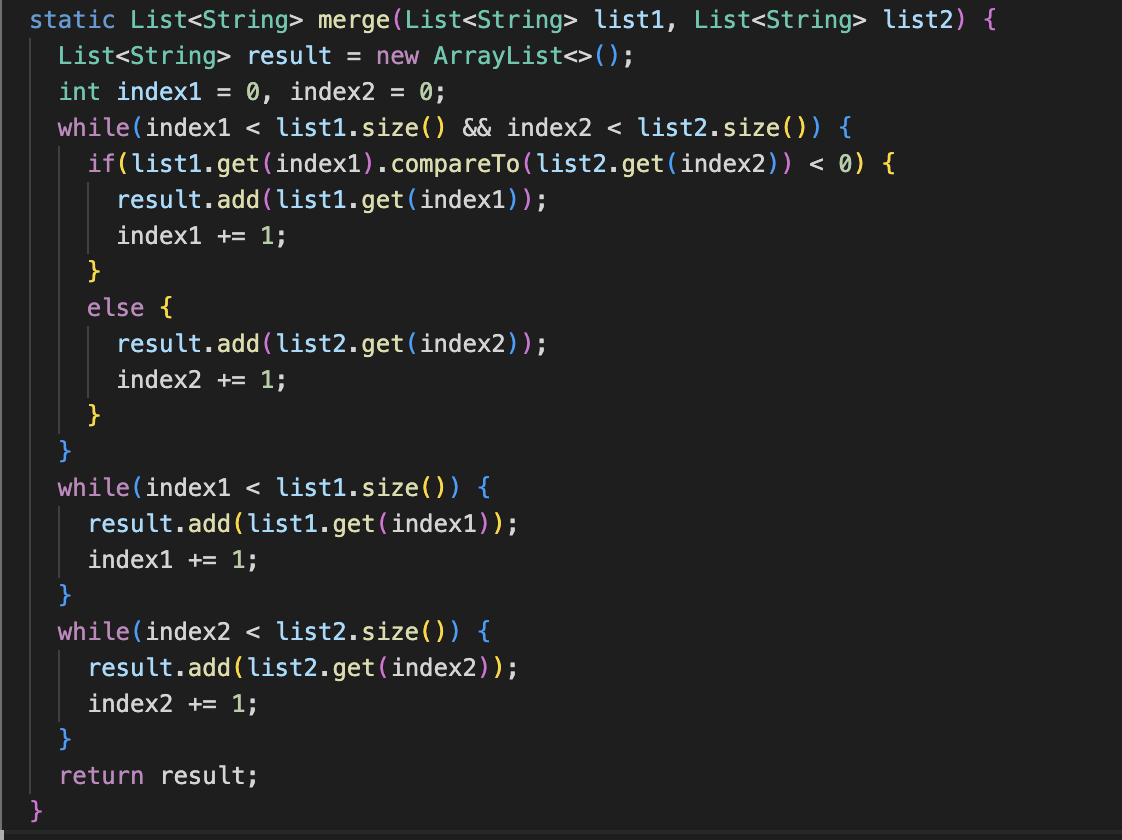 static List<String> merge(List<String> list1, List<String> list2) {
  List<String> result = new ArrayList<>();
  int index1 = 0, index2 = 0;
  while(index1 < list1.size() && index2 < list2.size()) {
    if(list1.get(index1).compareTo(list2.get(index2)) < 0) {
      result.add(list1.get(index1));
      index1 += 1;
    }
    else {
      result.add(list2.get(index2));
      index2 += 1;
    }
  }
  while(index1 < list1.size()) {
    result.add(list1.get(index1));
    index1 += 1;
  }
  while(index2 < list2.size()) {
    result.add(list2.get(index2));
    index2 += 1;
  }
  return result;
}